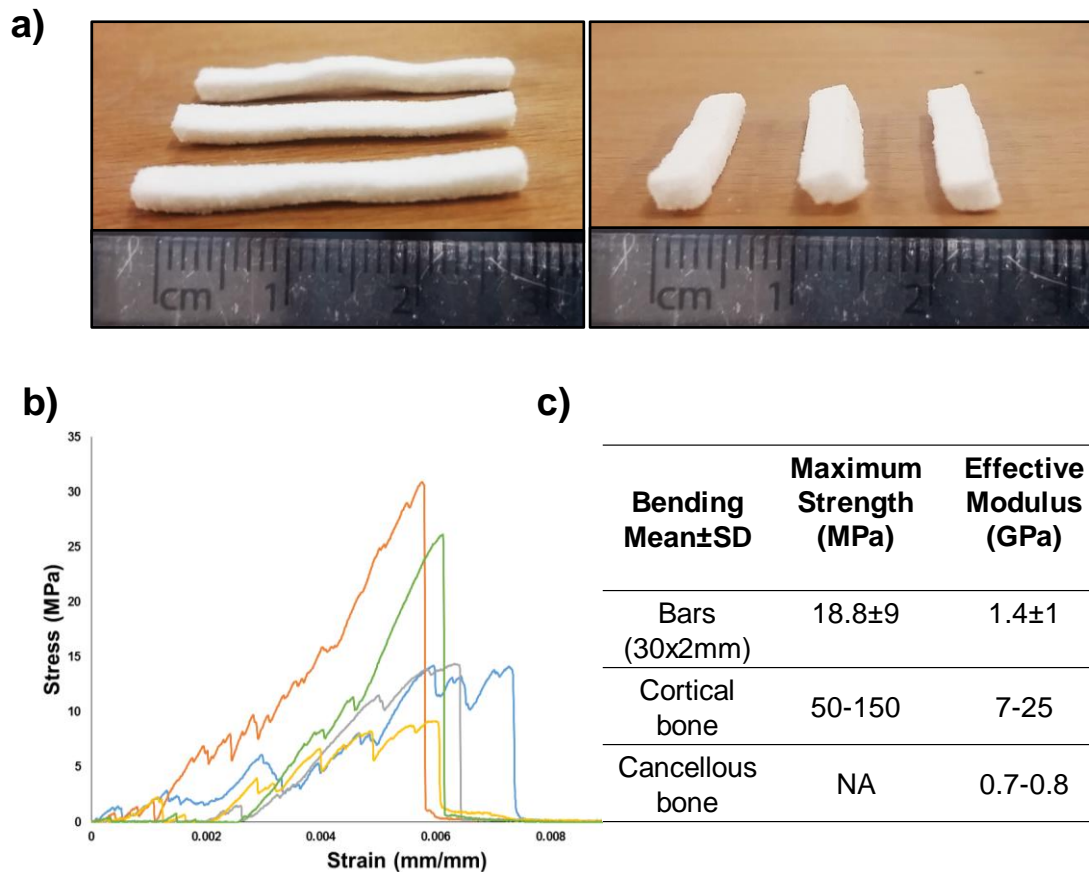 a)
cm 1 2 3
cm 1 2 3
b)
Stress (MPa)
35
30
25
20
15
10
5
0
0 0.002 0.004 0.006 0.008
Strain (mm/mm)
c)
Bending
Mean±SD
Maximum
Strength
(MPa)
Effective
Modulus
(GPa)
Bars
(30x2mm)
18.8±9
1.4±1
Cortical
bone
50-150
7-25
Cancellous
bone
NA
0.7-0.8